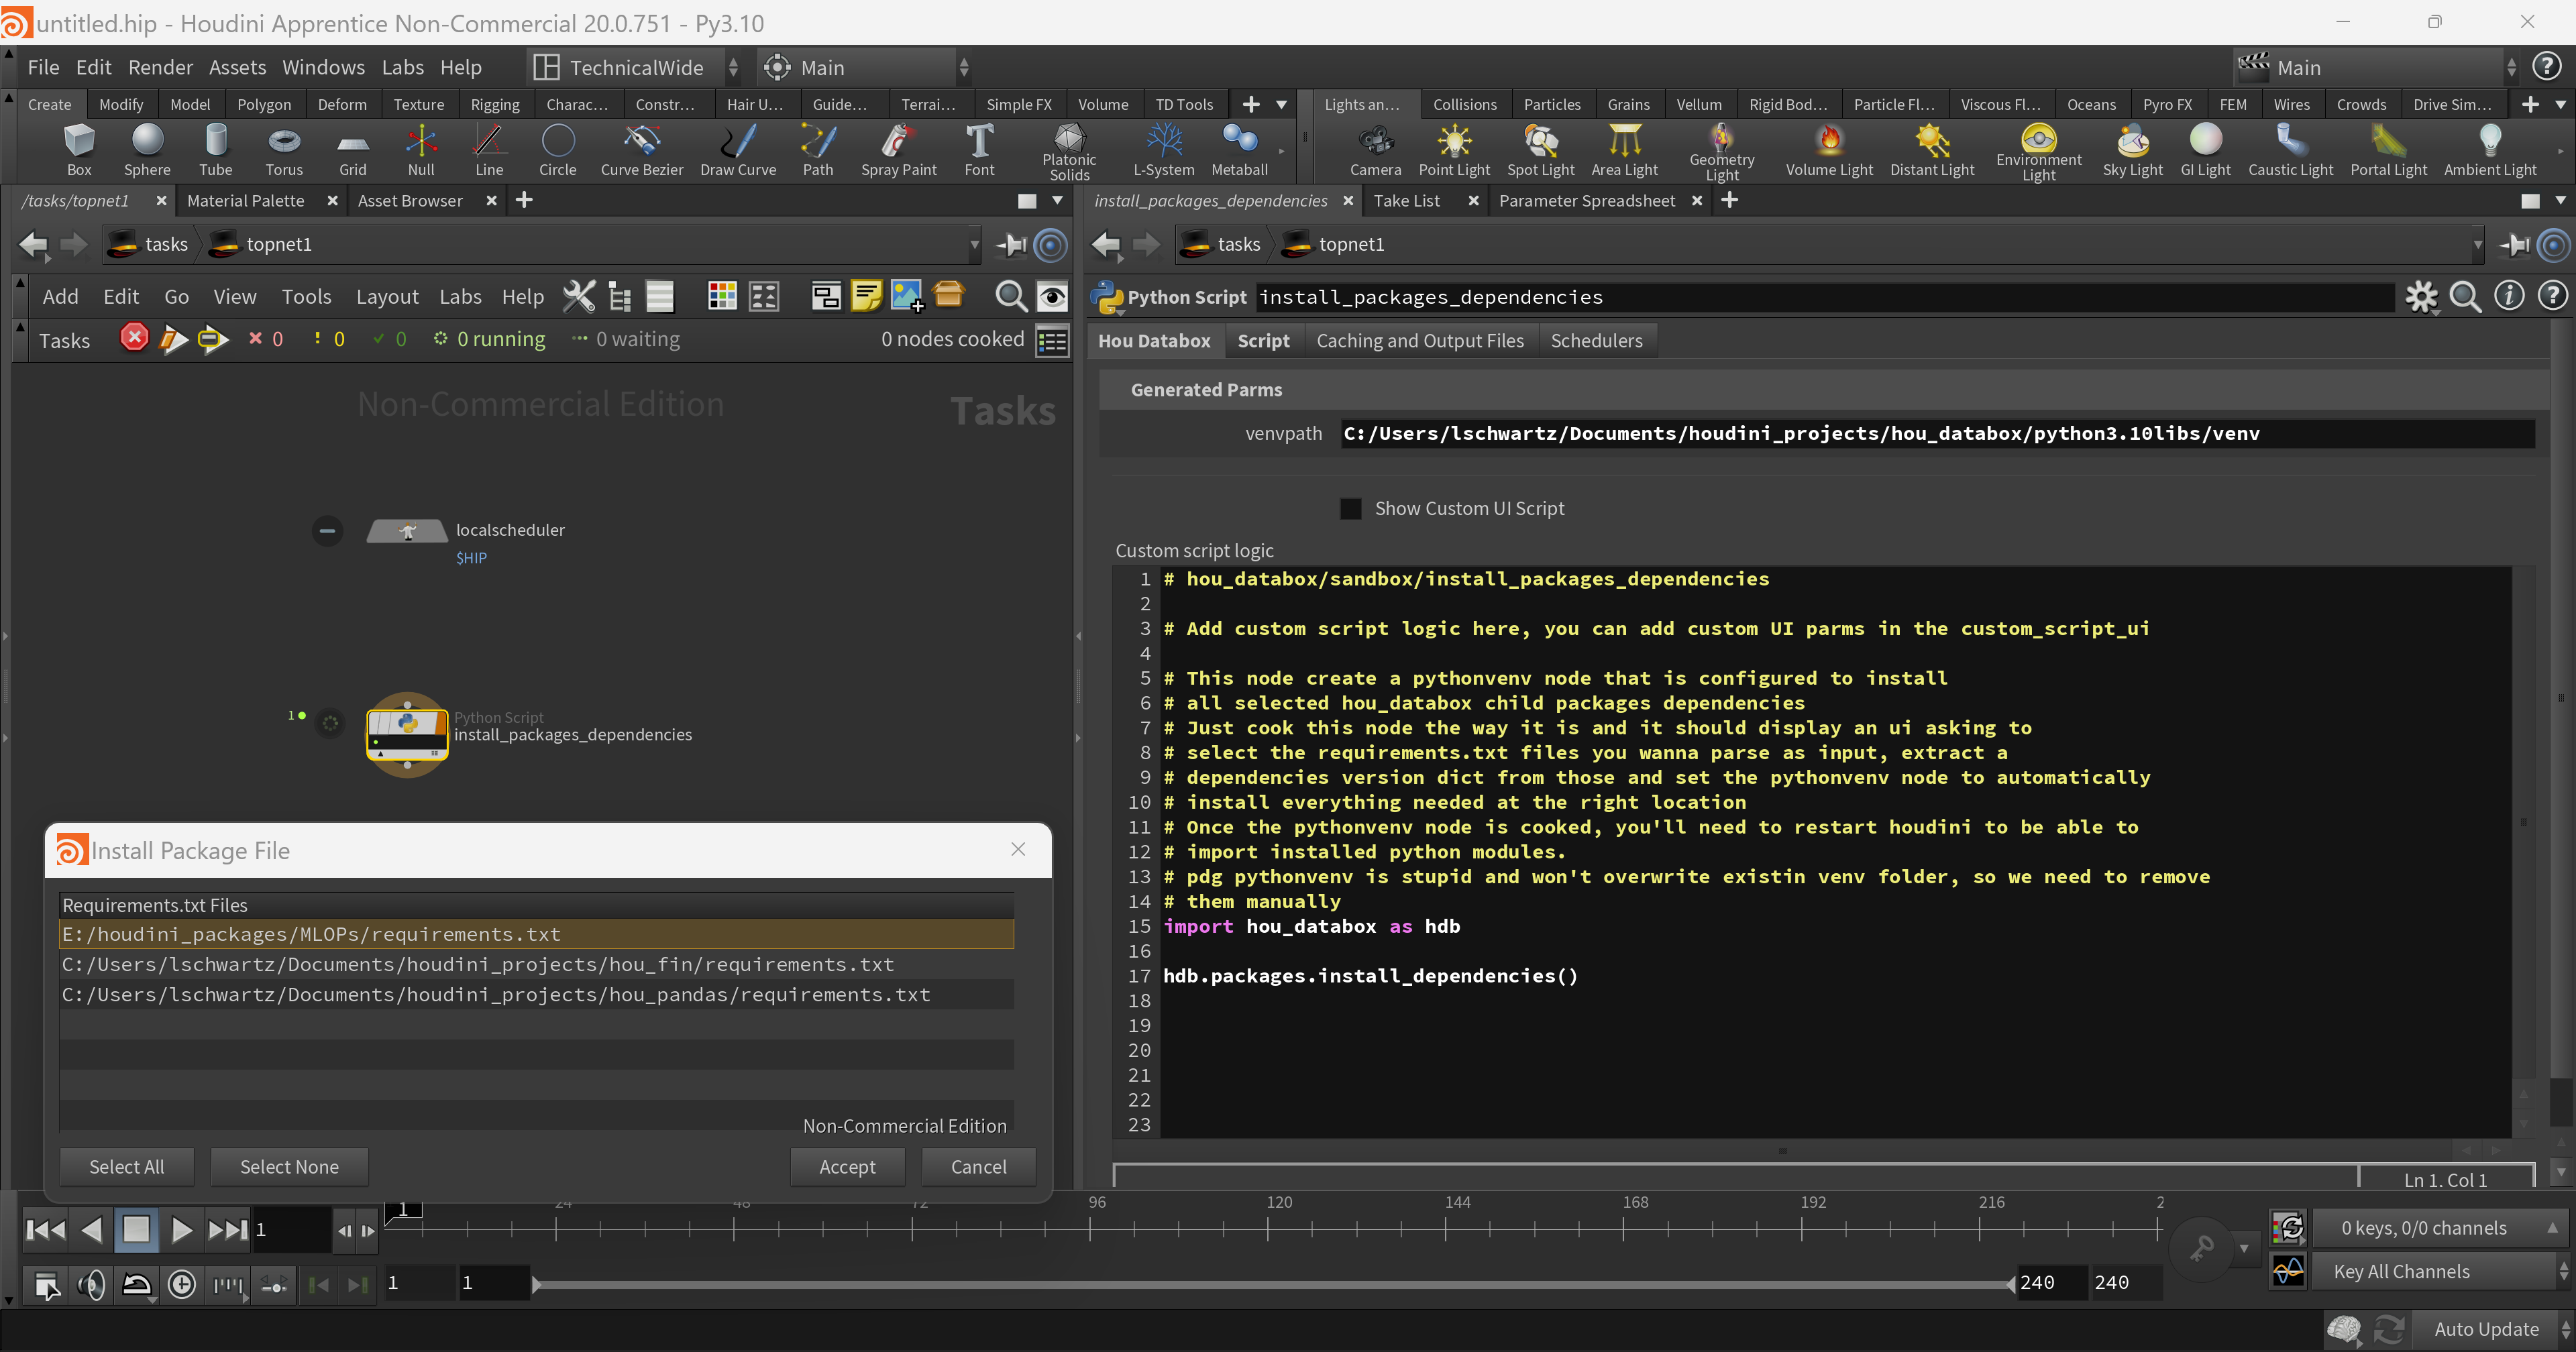 untitled.hip - Houdini Apprentice Non-Commercial 20.0.751 - Py3.10
File Edit Render Assets Windows Labs Help TechnicalWide Main Main
Create Modify Model Polygon Deform Texture Rigging Charac... Constr... Hair U... Guide... Terrai... Simple FX Volume TD Tools
Lights an... Collisions Particles Grains Vellum Rigid Bod... Particle Fl... Viscous Fl... Oceans Pyro FX FEM Wires Crowds Drive Sim...
Box Sphere Tube Torus Grid Null Line Circle Curve Bezier Draw Curve Path Spray Paint Font Platonic Solids L-System Metaball
Camera Point Light Spot Light Area Light Geometry Light Volume Light Distant Light Environment Light Sky Light GI Light Caustic Light Portal Light Ambient Light
/tasks/topnet1 Material Palette Asset Browser
tasks topnet1
Add Edit Go View Tools Layout Labs Help
Tasks 0 0 0 0 running 0 waiting 0 nodes cooked
Non-Commercial Edition
Tasks
localscheduler
$HIP
1
Python Script
install_packages_dependencies
Install Package File
Requirements.txt Files
E:/houdini_packages/MLOPs/requirements.txt
C:/Users/lschwartz/Documents/houdini_projects/hou_fin/requirements.txt
C:/Users/lschwartz/Documents/houdini_projects/hou_pandas/requirements.txt
Non-Commercial Edition
Select All Select None Accept Cancel
install_packages_dependencies Take List Parameter Spreadsheet
tasks topnet1
Python Script install_packages_dependencies
Hou Databox Script Caching and Output Files Schedulers
Generated Parms
venvpath C:/Users/lschwartz/Documents/houdini_projects/hou_databox/python3.10libs/venv
Show Custom UI Script
Custom script logic
1 # hou_databox/sandbox/install_packages_dependencies
2
3 # Add custom script logic here, you can add custom UI parms in the custom_script_ui
4
5 # This node create a pythonvenv node that is configured to install
6 # all selected hou_databox child packages dependencies
7 # Just cook this node the way it is and it should display an ui asking to
8 # select the requirements.txt files you wanna parse as input, extract a
9 # dependencies version dict from those and set the pythonvenv node to automatically
10 # install everything needed at the right location
11 # Once the pythonvenv node is cooked, you'll need to restart houdini to be able to
12 # import installed python modules.
13 # pdg pythonvenv is stupid and won't overwrite existin venv folder, so we need to remove
14 # them manually
15 import hou_databox as hdb
16
17 hdb.packages.install_dependencies()
18
19
20
21
22
23
Ln 1, Col 1
1 24 48 72 96 120 144 168 192 216 2
1
0 keys, 0/0 channels
1 1 240 240
Key All Channels
Auto Update